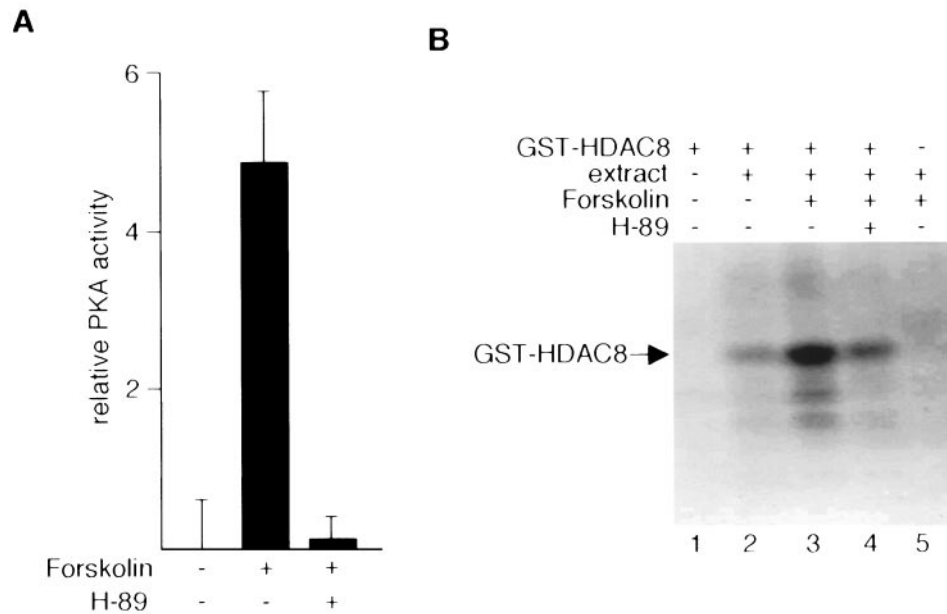 A
6
4
2
relative PKA activity
Forskolin - + +
H-89 - - +
B
GST-HDAC8 + + + + -
extract - + + + +
Forskolin - - + + +
H-89 - - - + -
GST-HDAC8
1 2 3 4 5